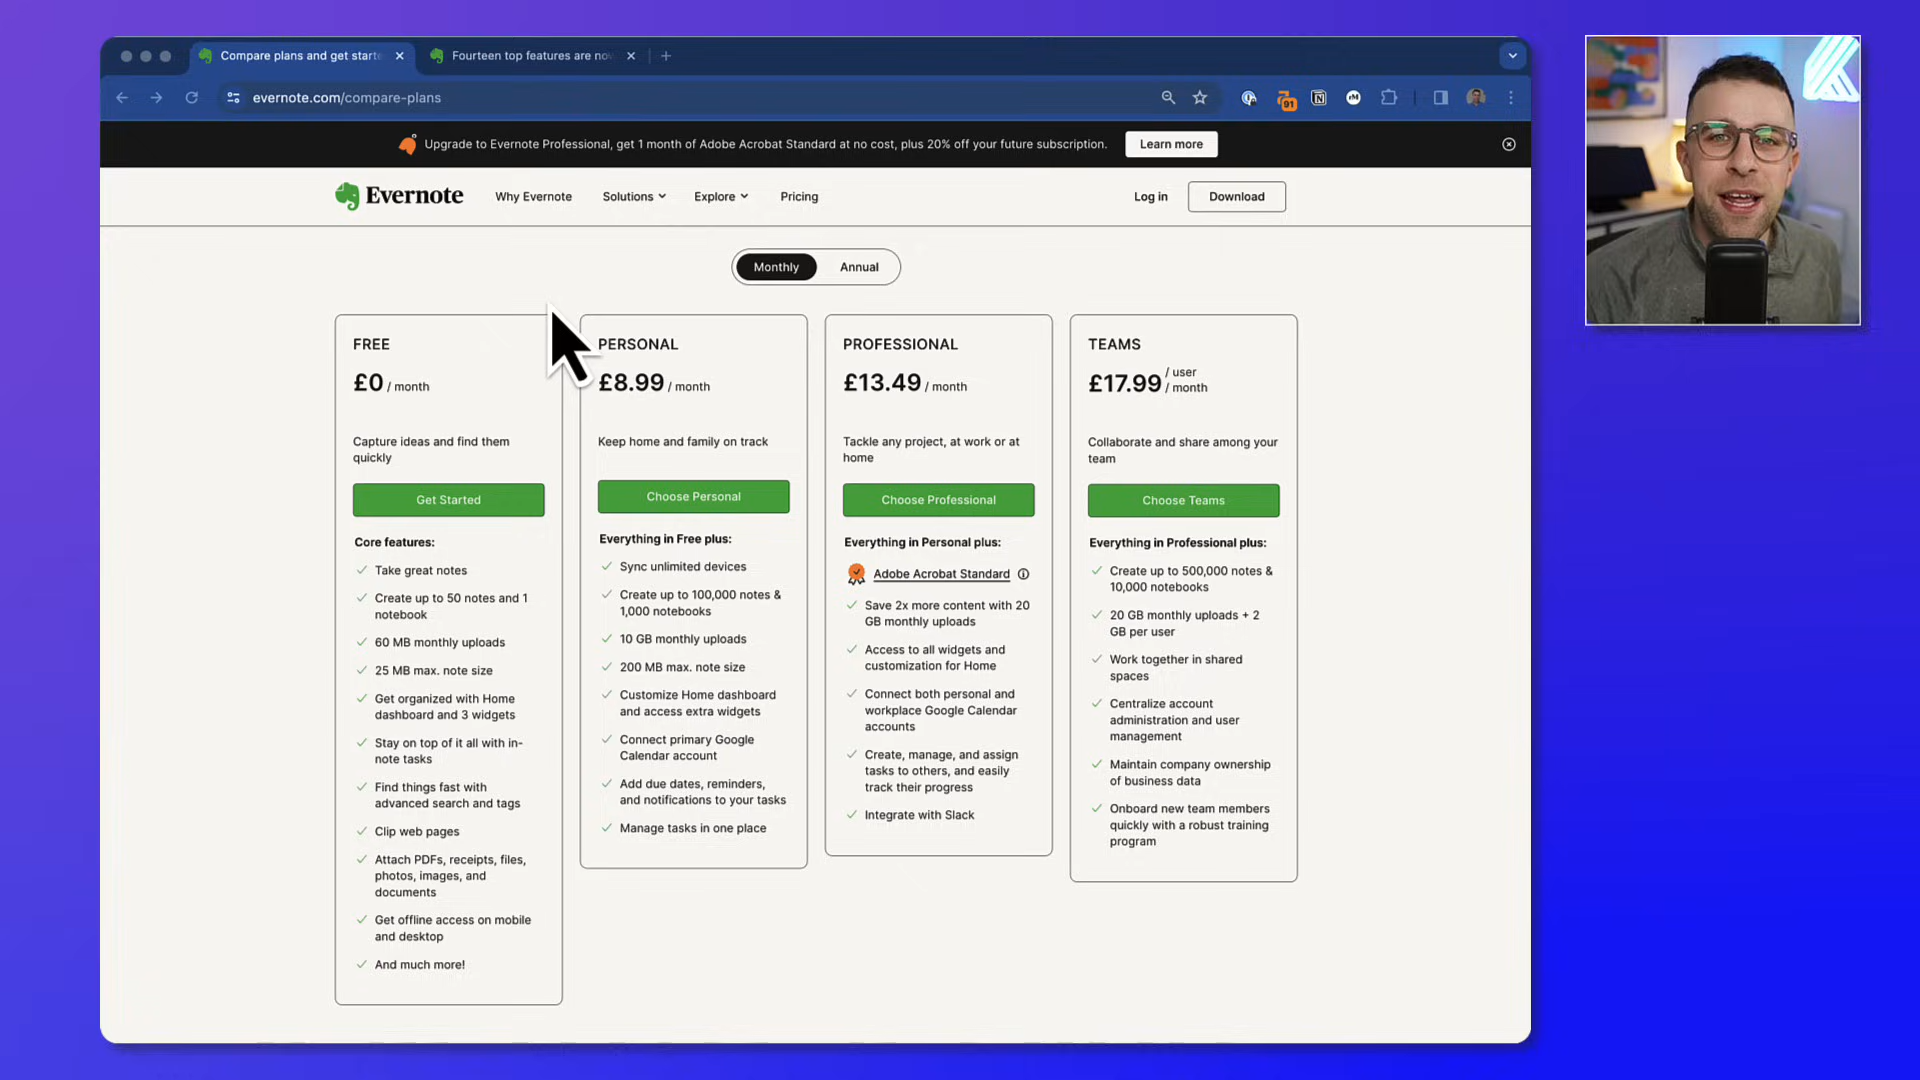 Compare plans and get starte
Fourteen top features are now
evernote.com/compare-plans
91
Upgrade to Evernote Professional, get 1 month of Adobe Acrobat Standard at no cost, plus 20% off your future subscription.
Learn more
Evernote
Why Evernote
Solutions
Explore
Pricing
Log in
Download
Monthly
Annual
FREE
£0 / month
Capture ideas and find them
quickly
Get Started
Core features:
Take great notes
Create up to 50 notes and 1
notebook
60 MB monthly uploads
25 MB max. note size
Get organized with Home
dashboard and 3 widgets
Stay on top of it all with in-
note tasks
Find things fast with
advanced search and tags
Clip web pages
Attach PDFs, receipts, files,
photos, images, and
documents
Get offline access on mobile
and desktop
And much more!
PERSONAL
£8.99 / month
Keep home and family on track
Choose Personal
Everything in Free plus:
Sync unlimited devices
Create up to 100,000 notes &
1,000 notebooks
10 GB monthly uploads
200 MB max. note size
Customize Home dashboard
and access extra widgets
Connect primary Google
Calendar account
Add due dates, reminders,
and notifications to your tasks
Manage tasks in one place
PROFESSIONAL
£13.49 / month
Tackle any project, at work or at
home
Choose Professional
Everything in Personal plus:
Adobe Acrobat Standard
Save 2x more content with 20
GB monthly uploads
Access to all widgets and
customization for Home
Connect both personal and
workplace Google Calendar
accounts
Create, manage, and assign
tasks to others, and easily
track their progress
Integrate with Slack
TEAMS
£17.99 / user
/ month
Collaborate and share among your
team
Choose Teams
Everything in Professional plus:
Create up to 500,000 notes &
10,000 notebooks
20 GB monthly uploads + 2
GB per user
Work together in shared
spaces
Centralize account
administration and user
management
Maintain company ownership
of business data
Onboard new team members
quickly with a robust training
program